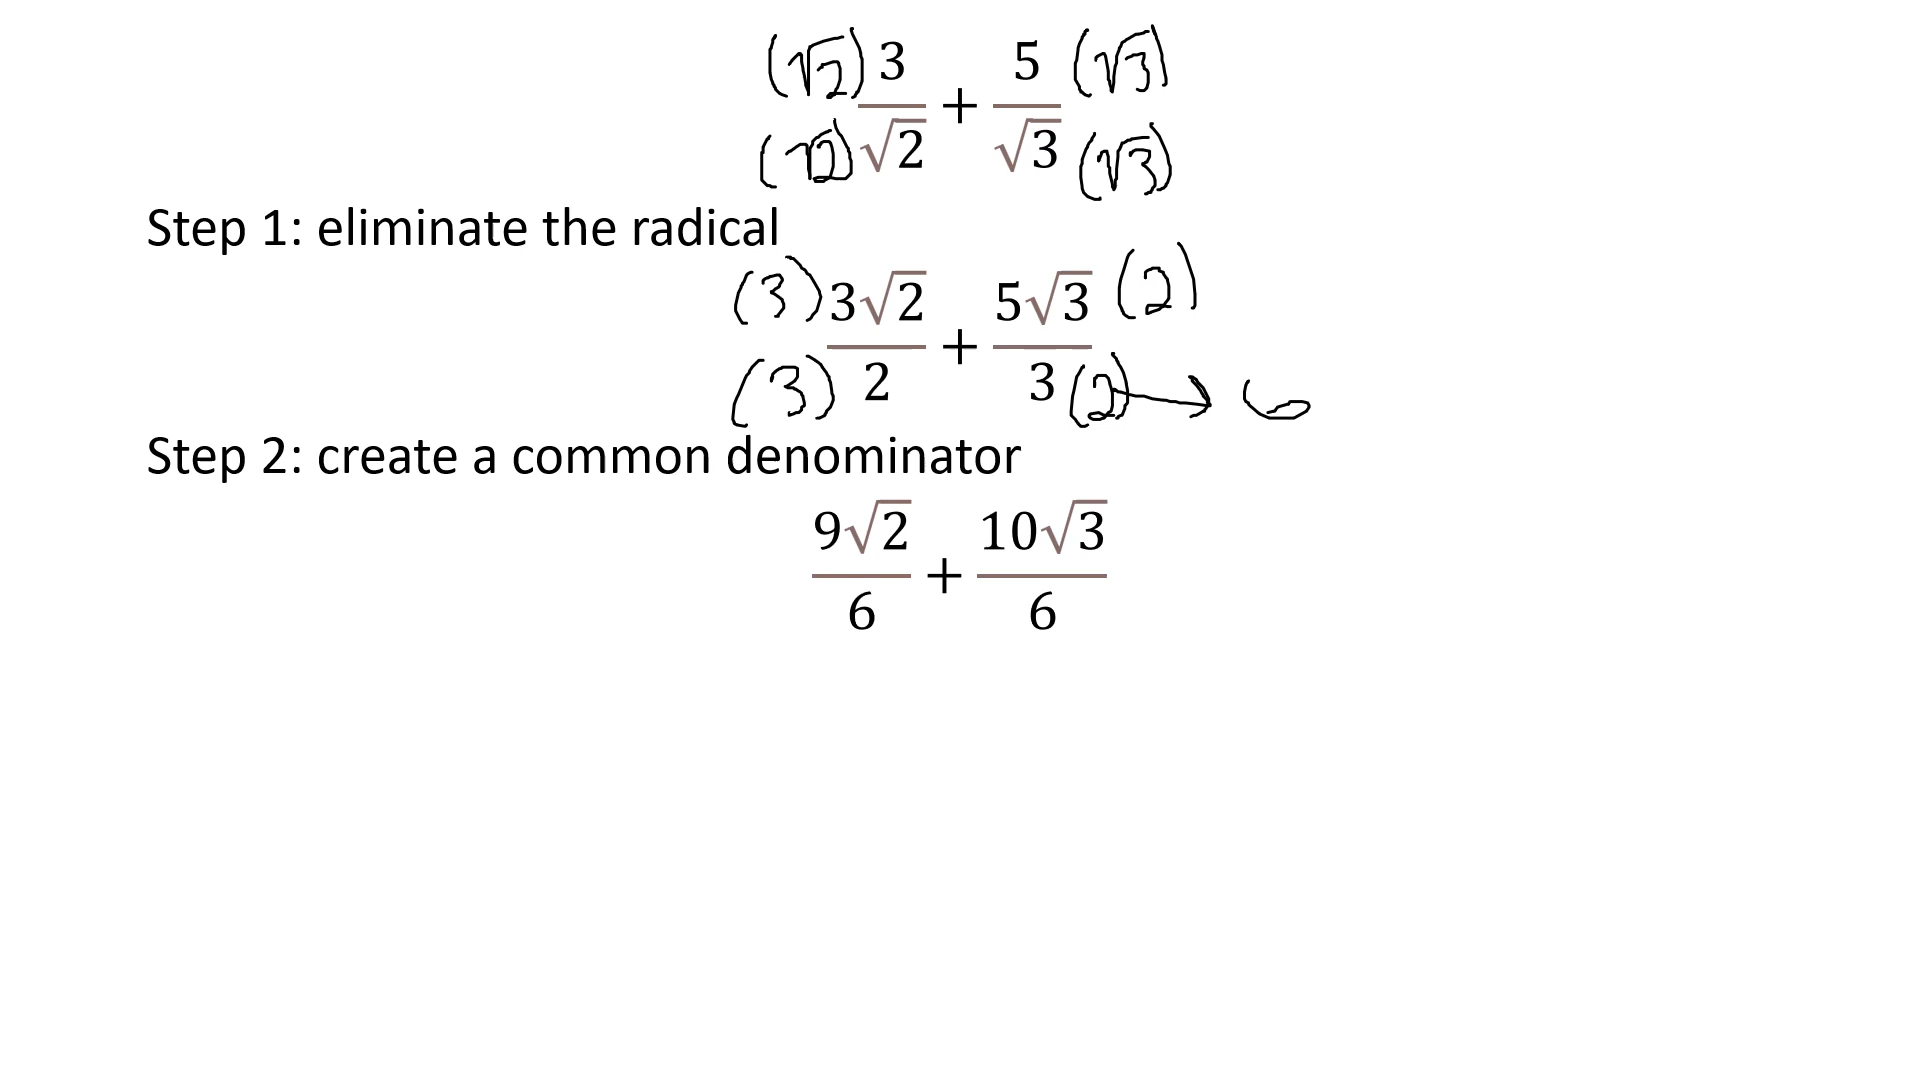 (√2) 3/√2 (√2) + 5/√3 (√3) (√3)
Step 1: eliminate the radical
(3) 3√2/2 (3) + 5√3/3 (2) (2) → 6
Step 2: create a common denominator
9√2/6 + 10√3/6